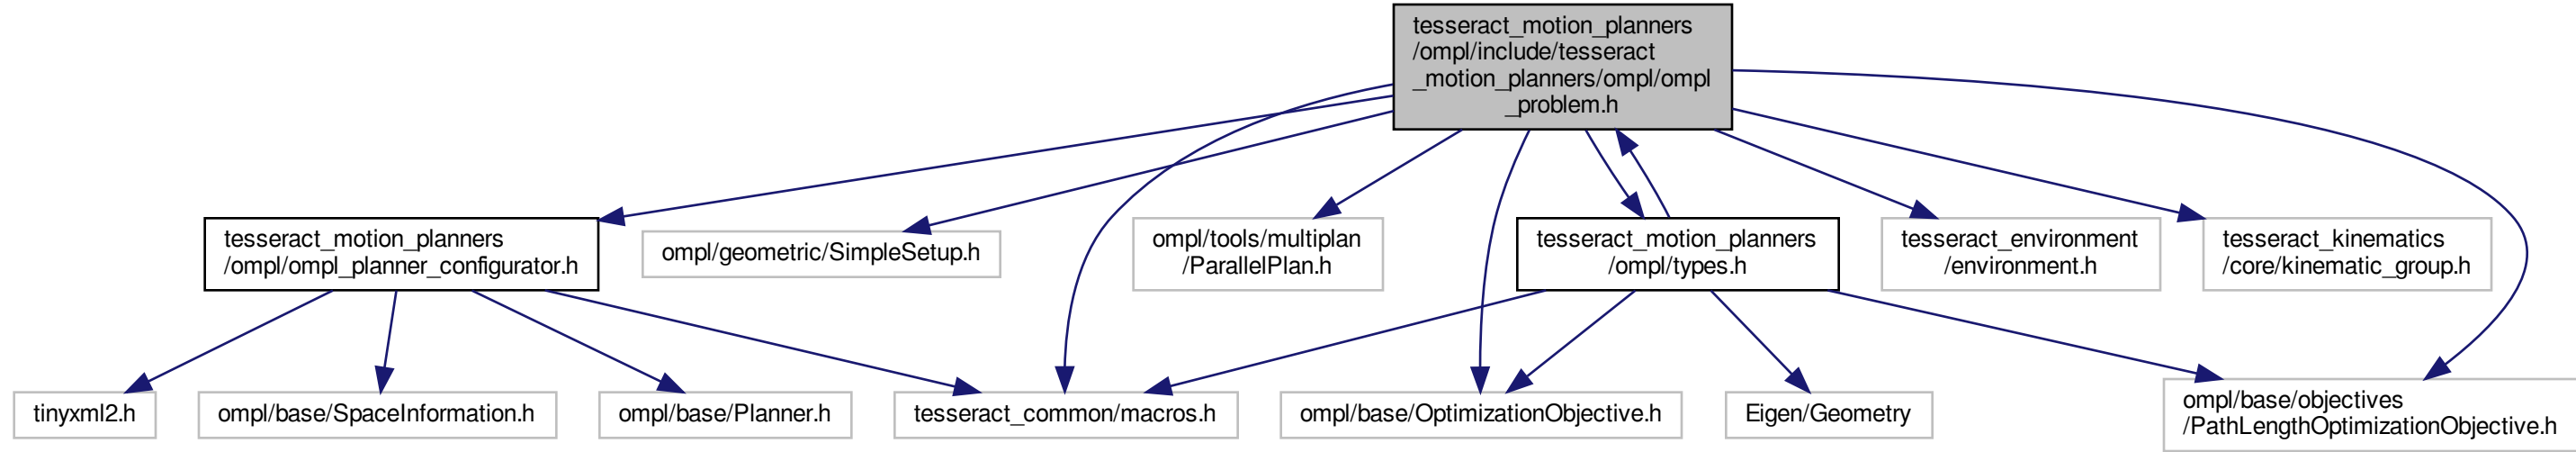 tesseract_motion_planners
/ompl/include/tesseract
_motion_planners/ompl/ompl
_problem.h
tesseract_motion_planners
/ompl/ompl_planner_configurator.h
ompl/geometric/SimpleSetup.h
ompl/tools/multiplan
/ParallelPlan.h
tesseract_motion_planners
/ompl/types.h
tesseract_environment
/environment.h
tesseract_kinematics
/core/kinematic_group.h
tinyxml2.h
ompl/base/SpaceInformation.h
ompl/base/Planner.h
tesseract_common/macros.h
ompl/base/OptimizationObjective.h
Eigen/Geometry
ompl/base/objectives
/PathLengthOptimizationObjective.h